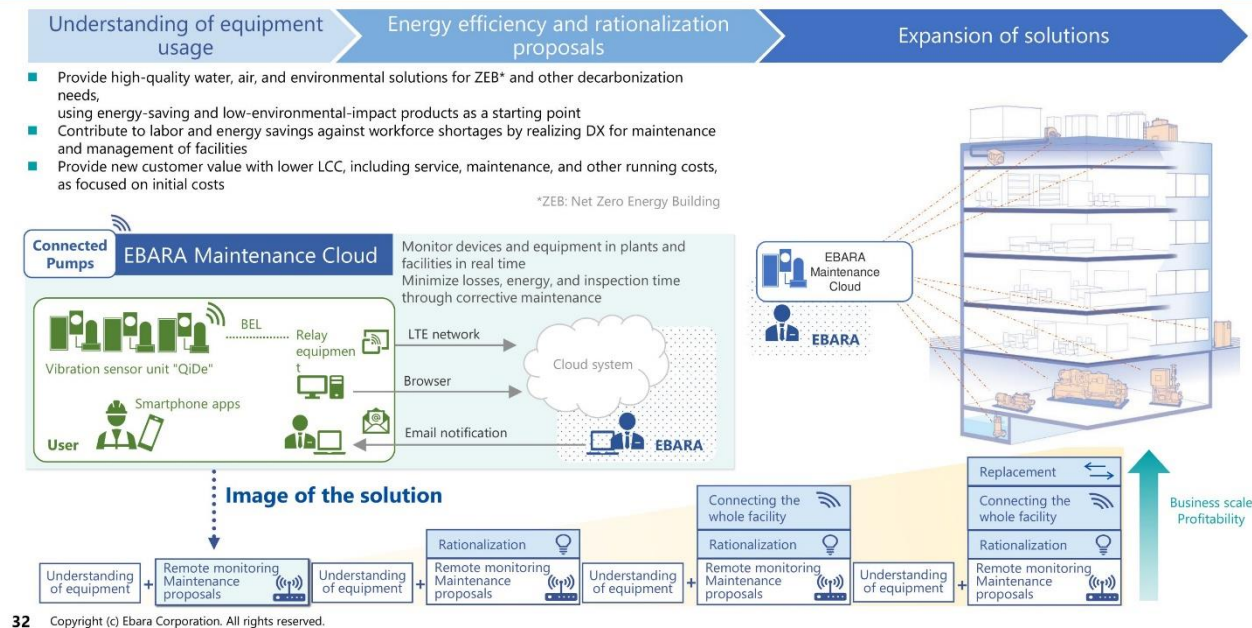 Understanding of equipment
usage
Energy efficiency and rationalization
proposals
Expansion of solutions
Provide high-quality water, air, and environmental solutions for ZEB* and other decarbonization
needs,
using energy-saving and low-environmental-impact products as a starting point
Contribute to labor and energy savings against workforce shortages by realizing DX for maintenance
and management of facilities
Provide new customer value with lower LCC, including service, maintenance, and other running costs,
as focused on initial costs
*ZEB: Net Zero Energy Building
Connected
Pumps
EBARA Maintenance Cloud
Monitor devices and equipment in plants and
facilities in real time
Minimize losses, energy, and inspection time
through corrective maintenance
Vibration sensor unit "QiDe"
BEL
Relay
equipmen
t
Smartphone apps
User
LTE network
Browser
Email notification
Cloud system
EBARA
EBARA
Maintenance
Cloud
EBARA
Image of the solution
Understanding
of equipment
+
Remote monitoring
Maintenance
proposals
Understanding
of equipment
+
Rationalization
Remote monitoring
Maintenance
proposals
Understanding
of equipment
+
Connecting the
whole facility
Rationalization
Remote monitoring
Maintenance
proposals
Understanding
of equipment
+
Replacement
Connecting the
whole facility
Rationalization
Remote monitoring
Maintenance
proposals
Business scale
Profitability
32 Copyright (c) Ebara Corporation. All rights reserved.